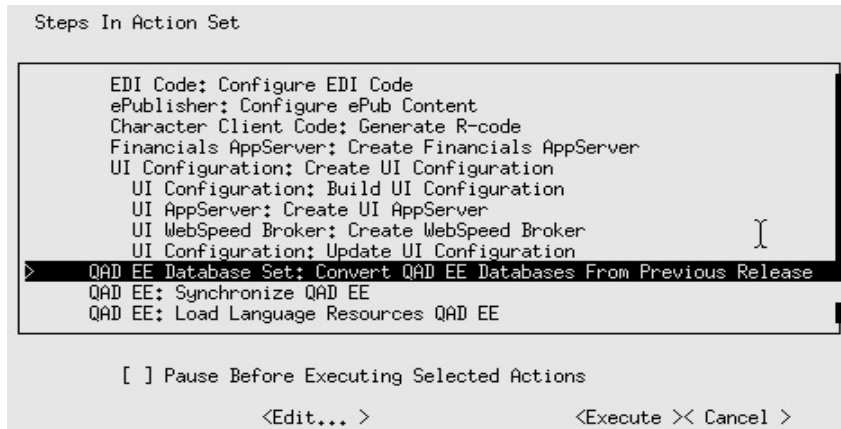 Steps In Action Set
EDI Code: Configure EDI Code
ePublisher: Configure ePub Content
Character Client Code: Generate R-code
Financials AppServer: Create Financials AppServer
UI Configuration: Create UI Configuration
UI Configuration: Build UI Configuration
UI AppServer: Create UI AppServer
UI WebSpeed Broker: Create WebSpeed Broker
UI Configuration: Update UI Configuration
> QAD EE Database Set: Convert QAD EE Databases From Previous Release
QAD EE: Synchronize QAD EE
QAD EE: Load Language Resources QAD EE
[ ] Pause Before Executing Selected Actions
<Edit... > <Execute >< Cancel >